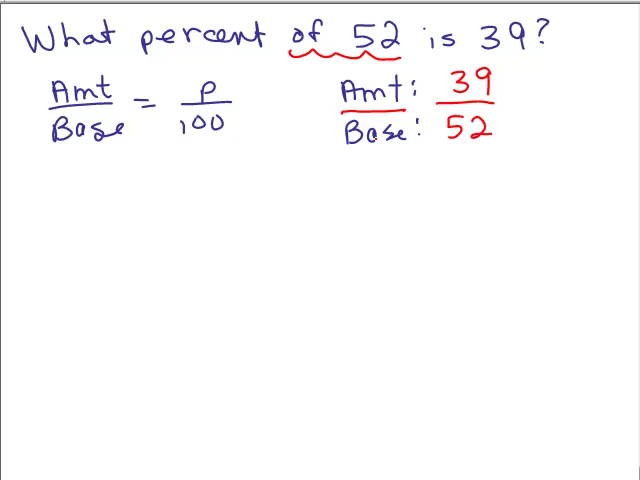 What percent of 52 is 39?
Amt = P Amt: 39
Base 100 Base: 52